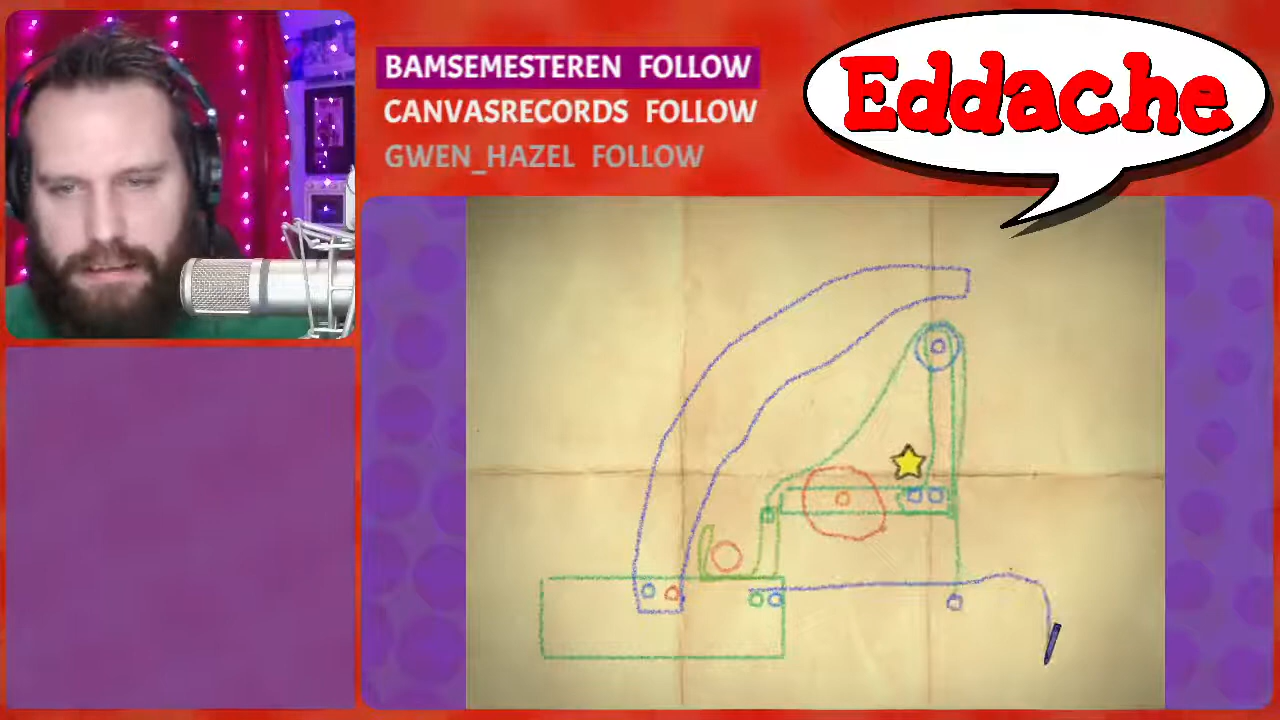 BAMSEMESTEREN FOLLOW
CANVASRECORDS FOLLOW
GWEN_HAZEL FOLLOW
Eddache